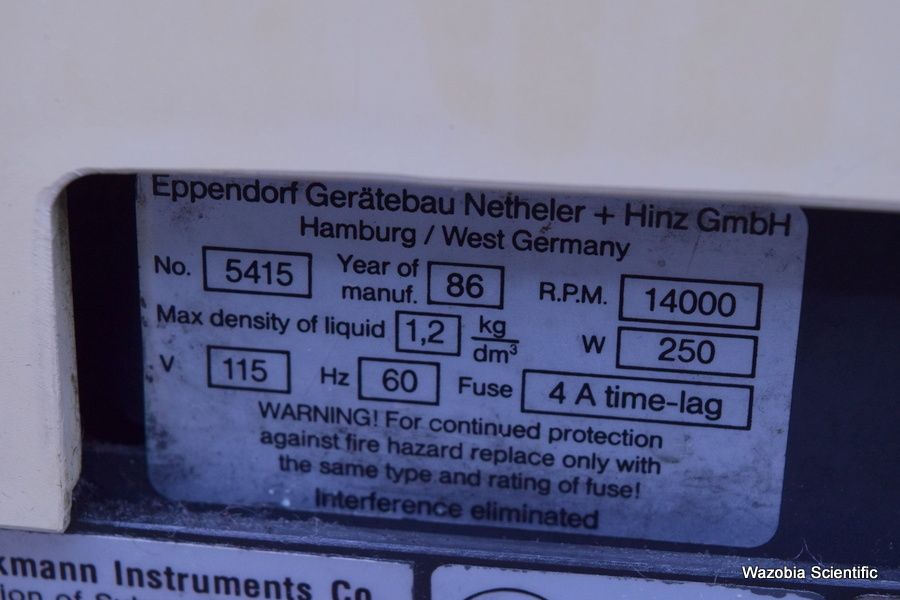 Eppendorf Gerätebau Netheler + Hinz GmbH
Hamburg / West Germany
No. 5415 Year of manuf. 86 R.P.M. 14000
Max density of liquid 1,2 kg/dm³ W 250
V 115 Hz 60 Fuse 4 A time-lag
WARNING! For continued protection
against fire hazard replace only with
the same type and rating of fuse!
Interference eliminated
kmann Instruments Co
Wazobia Scientific